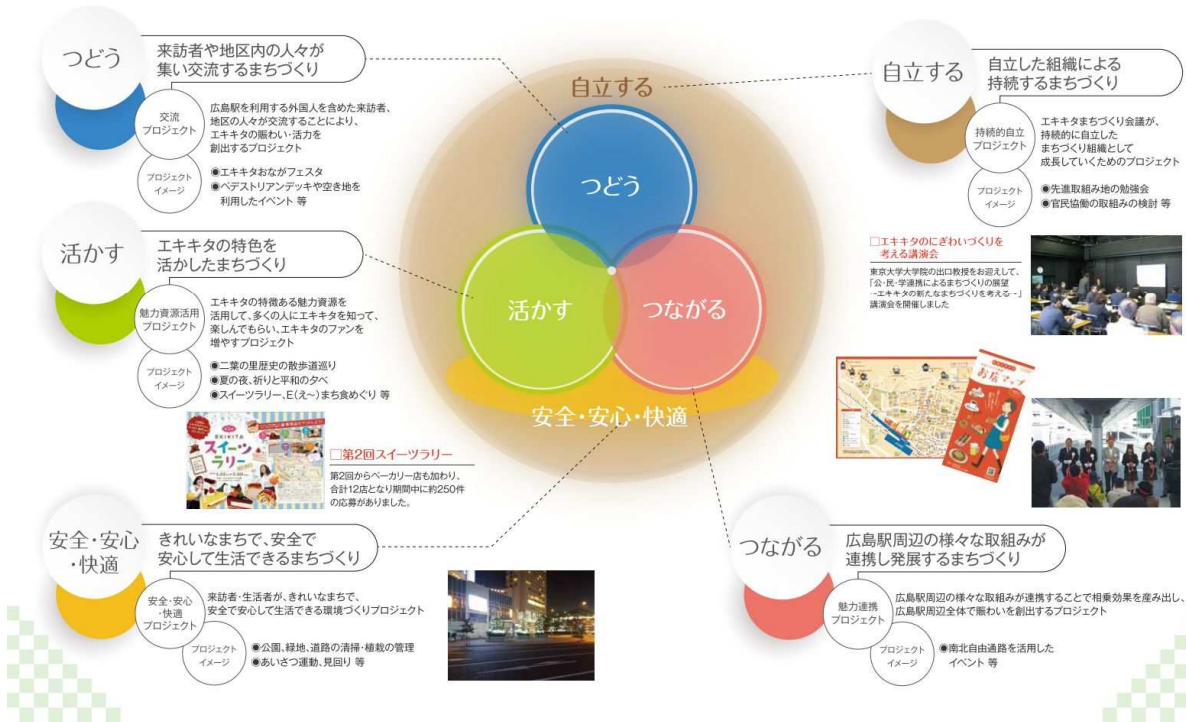 つどう
来訪者や地区内の人々が
集い交流するまちづくり
交流
プロジェクト
広島駅を利用する外国人を含めた来訪者、
地区の人々が交流することにより、
エキキタの賑わい・活力を
創出するプロジェクト
プロジェクト
イメージ
◉エキキタおながフェスタ
◉ペデストリアンデッキや空き地を
利用したイベント 等
活かす
エキキタの特色を
活かしたまちづくり
魅力資源活用
プロジェクト
エキキタの特徴ある魅力資源を
活用して、多くの人にエキキタを知って、
楽しんでもらい、エキキタのファンを
増やすプロジェクト
プロジェクト
イメージ
◉二葉の里歴史の散歩道巡り
◉夏の夜、祈りと平和の夕べ
◉スイーツラリー、E(え〜)まち食めぐり 等
EKIKITA
スイーツ
ラリー
□第2回スイーツラリー
第2回からベーカリー店も加わり、
合計12店となり期間中に約250件
の応募がありました。
安全・安心
・快適
きれいなまちで、安全で
安心して生活できるまちづくり
安全・安心
・快適
プロジェクト
来訪者・生活者が、きれいなまちで、
安全で安心して生活できる環境づくりプロジェクト
プロジェクト
イメージ
◉公園、緑地、道路の清掃・植栽の管理
◉あいさつ運動、見回り 等
自立する
つどう
活かす
つながる
安全・安心・快適
自立する
自立した組織による
持続するまちづくり
持続的自立
プロジェクト
エキキタまちづくり会議が、
持続的に自立した
まちづくり組織として
成長していくためのプロジェクト
プロジェクト
イメージ
◉先進取組み地の勉強会
◉官民協働の取組みの検討 等
□エキキタのにぎわいづくりを
考える講演会
東京大学大学院の出口教授をお迎えして、
「公・民・学連携によるまちづくりの展望
－エキキタの新たなまちづくりを考える－」
講演会を開催しました
お店マップ
つながる
広島駅周辺の様々な取組みが
連携し発展するまちづくり
魅力連携
プロジェクト
広島駅周辺の様々な取組みが連携することで相乗効果を産み出し、
広島駅周辺全体で賑わいを創出するプロジェクト
プロジェクト
イメージ
◉南北自由通路を活用した
イベント 等